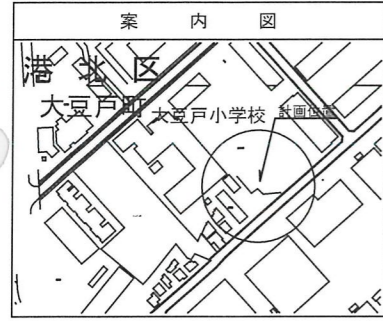 案内図
港北区
大豆戸町
大豆戸小学校
計画位置